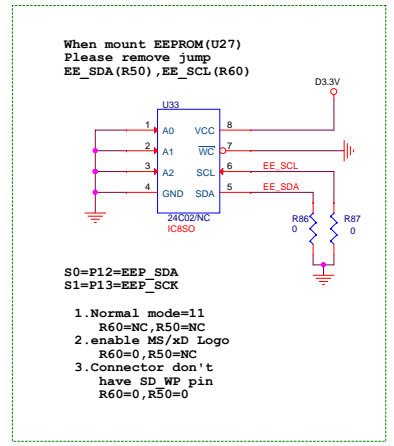 When mount EEPROM(U27)
Please remove jump
EE_SDA(R50),EE_SCL(R60)
D3.3V
U33
1 A0 VCC 8
2 A1 WC 7
3 A2 SCL 6 EE_SCL
4 GND SDA 5 EE_SDA
24C02/NC
IC8SO
R86 R87
0 0
S0=P12=EEP_SDA
S1=P13=EEP_SCK
1.Normal mode=11
R60=NC,R50=NC
2.enable MS/xD Logo
R60=0,R50=NC
3.Connector don't
have SD_WP pin
R60=0,R50=0